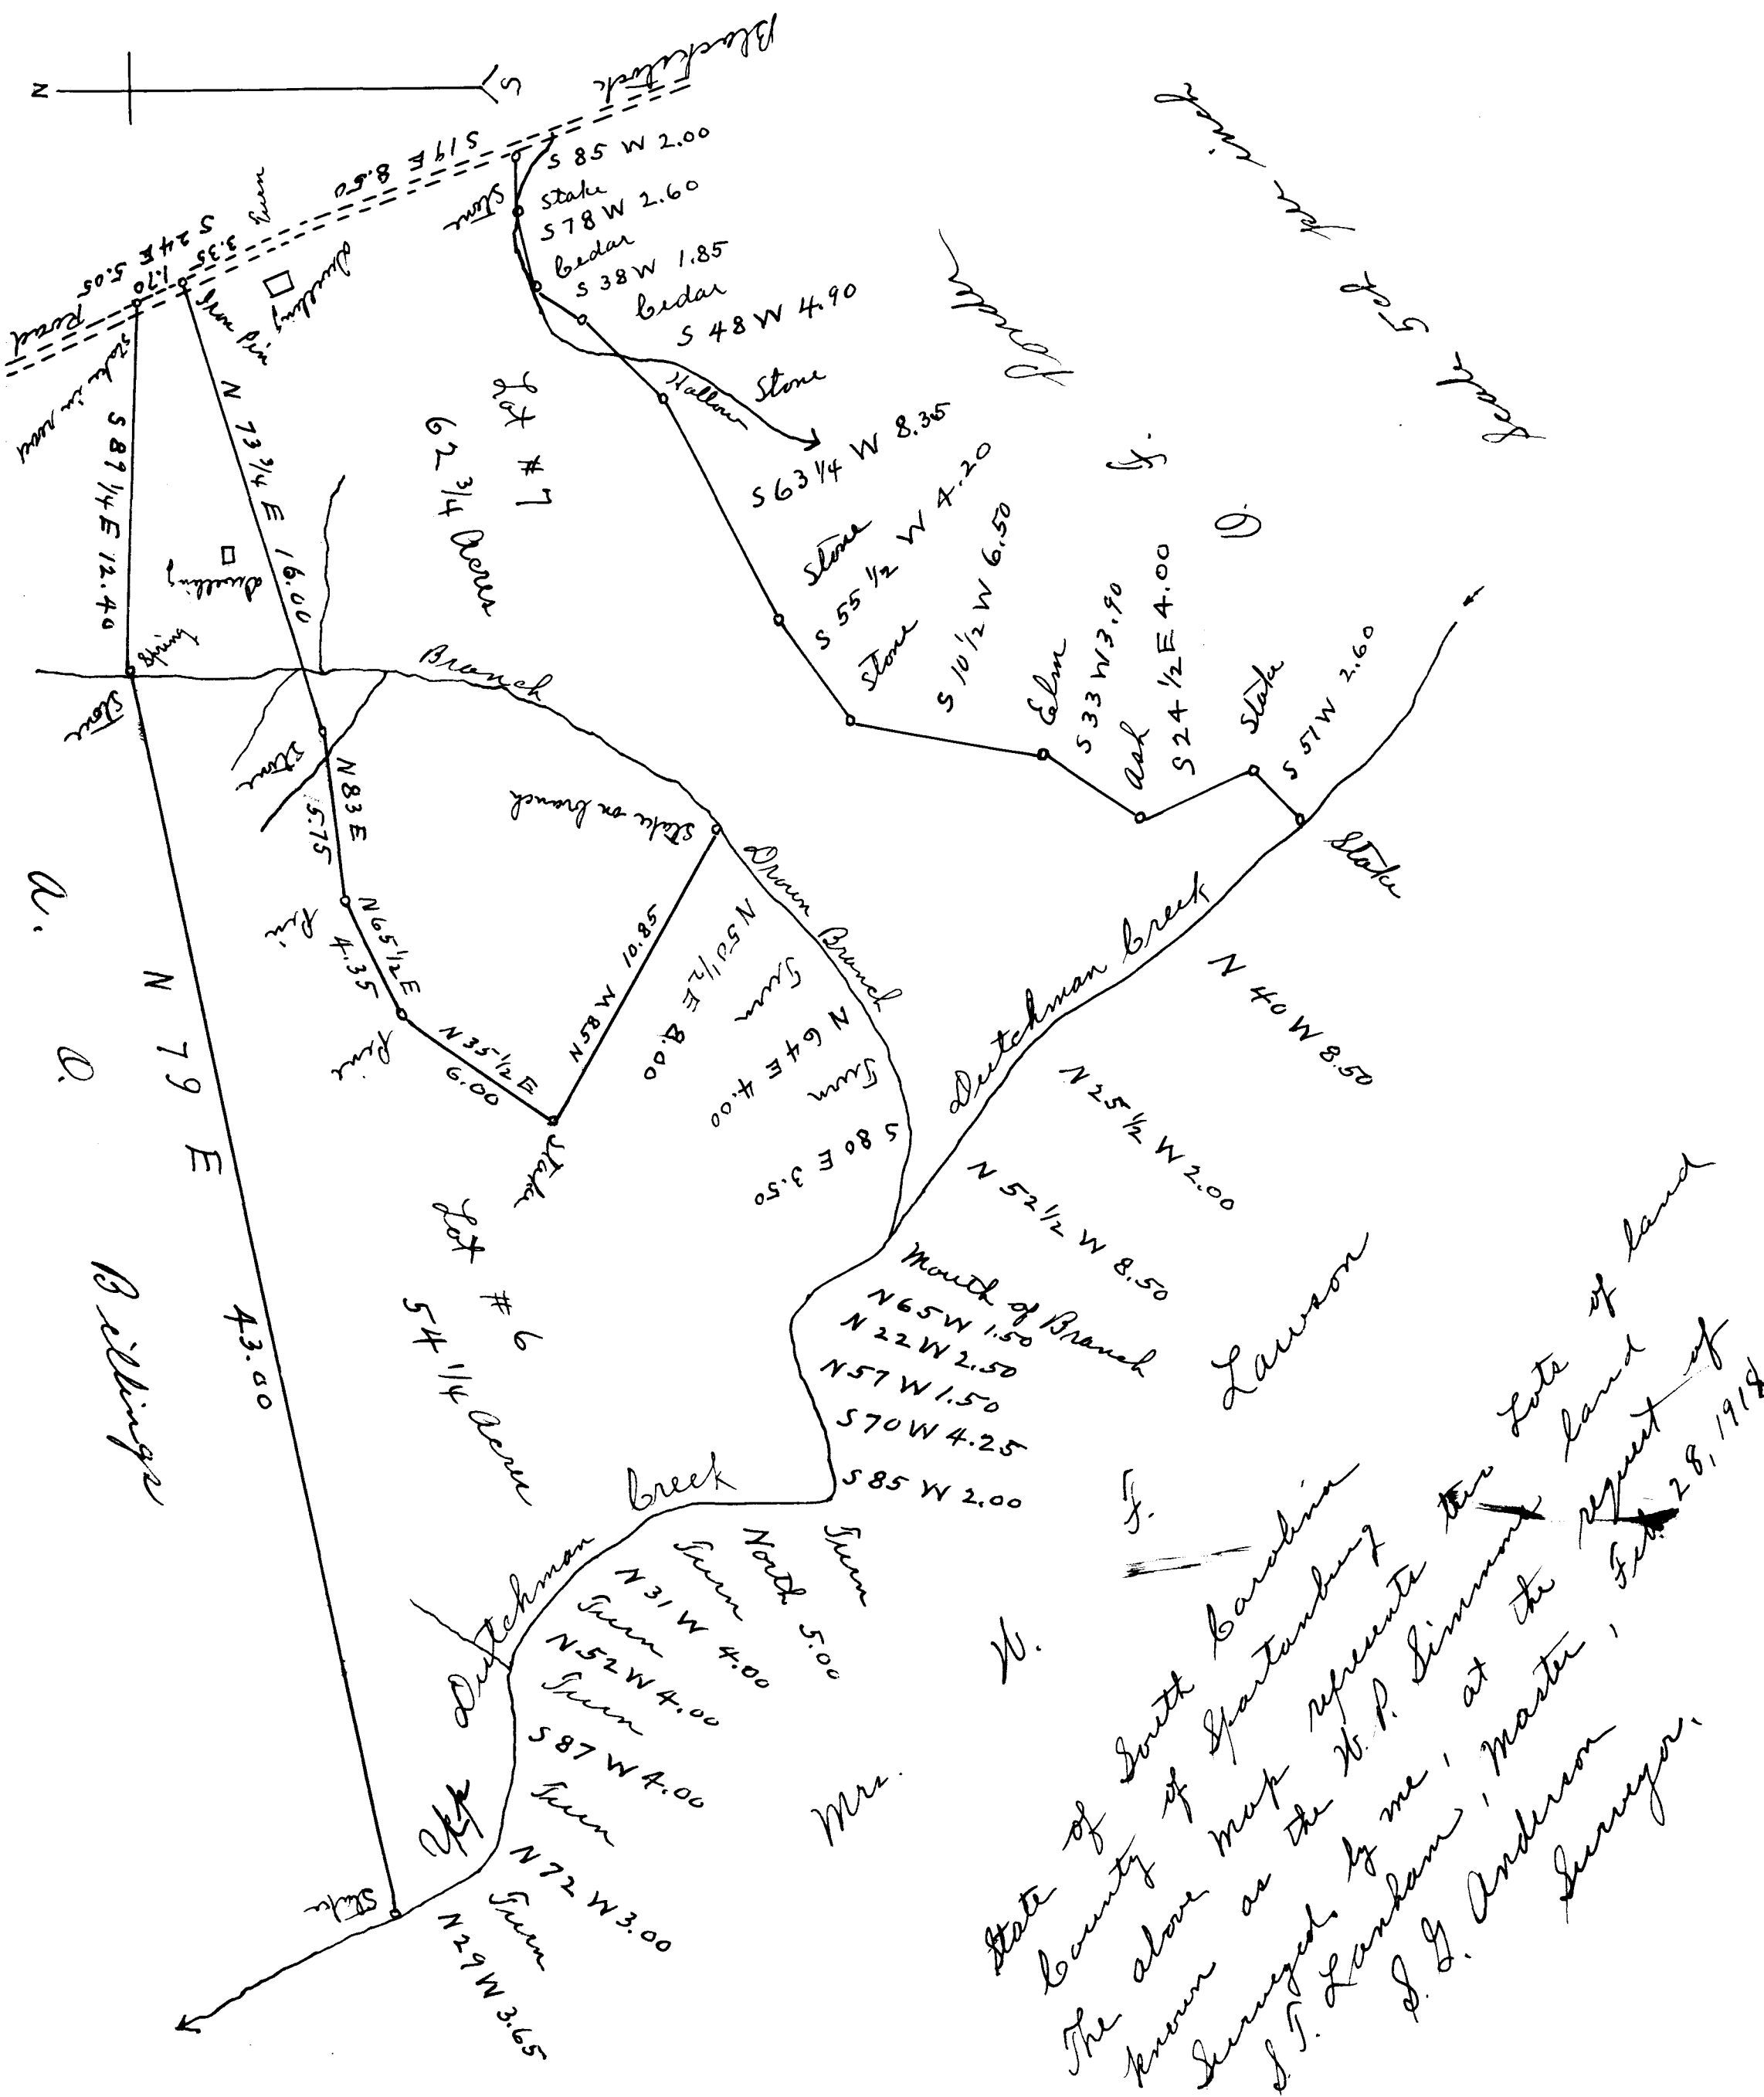 Scale 5 ch per inch
N
S
Blackstock
Road
S 19 E 8.50
Turn
3.35
1.70
S 24 E 5.05
Stone
S 85 W 2.00
Stake
S 78 W 2.60
Cedar
S 38 W 1.85
Cedar
S 48 W 4.90
Stone
Hallow
S 63 1/4 W 8.35
Stone
S 55 1/2 W 4.20
Stone
S 10 1/2 W 6.50
Elm
S 33 W 3.90
Ash
S 24 1/2 E 4.00
Stake
S 51 W 2.60
Stake
Dwelling
Iron Pin
Stake in road
N 73 3/4 E 16.00
S 89 1/4 E 12.40
Dwelling
Spring
Stone
Lot # 7
62 3/4 Acres
Branch
Stone
N 83 E
5.75
Pine
N 65 1/2 E
4.35
Pine
N 35 1/2 E
6.00
Stake
N 58 W 10.85
Stake on branch
Drown Branch
N 50 1/2 E 8.00
Turn
N 64 E 4.00
Turn
S 80 E 3.50
Dutchman Creek
N 40 W 8.50
N 25 1/2 W 2.00
N 52 1/2 W 8.50
Mouth of Branch
N 65 W 1.50
N 22 W 2.50
N 57 W 1.50
S 70 W 4.25
S 85 W 2.00
Turn
North 5.00
Turn
N 31 W 4.00
Turn
N 52 W 4.00
Turn
S 87 W 4.00
Turn
N 72 W 3.00
Turn
N 29 W 3.65
Dutchman Creek
Stake
Lot # 6
54 1/4 Acres
N 79 E 43.00
A. O. Billings
Mrs. W. F. Lawson
State of South Carolina
County of Spartanburg
The above map represents two Lots of land
known as the W. P. Simmons land
Surveyed by me, at the request of
S. T. Lanham, Master, Feb. 28, 1918
S. G. Anderson
Surveyor.